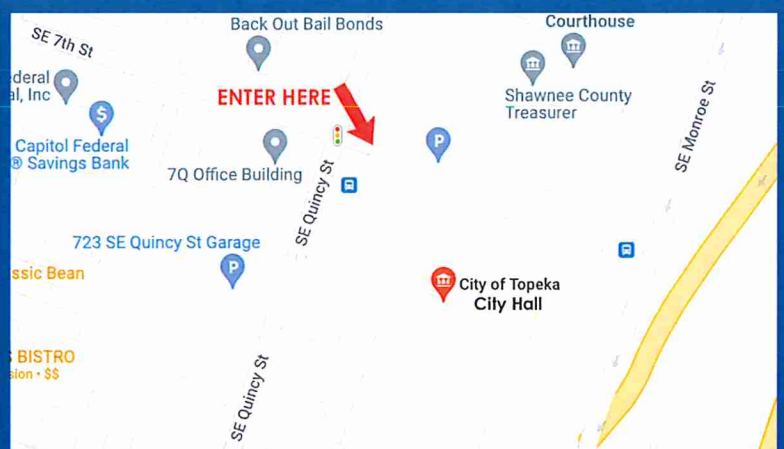 SE 7th St
Back Out Bail Bonds
Courthouse
ederal
al, Inc
$
ENTER HERE
Shawnee County
Treasurer
SE Monroe St
Capitol Federal
® Savings Bank
P
7Q Office Building
SE Quincy St
723 SE Quincy St Garage
P
ssic Bean
City of Topeka
City Hall
S BISTRO
sion · $$
SE Quincy St